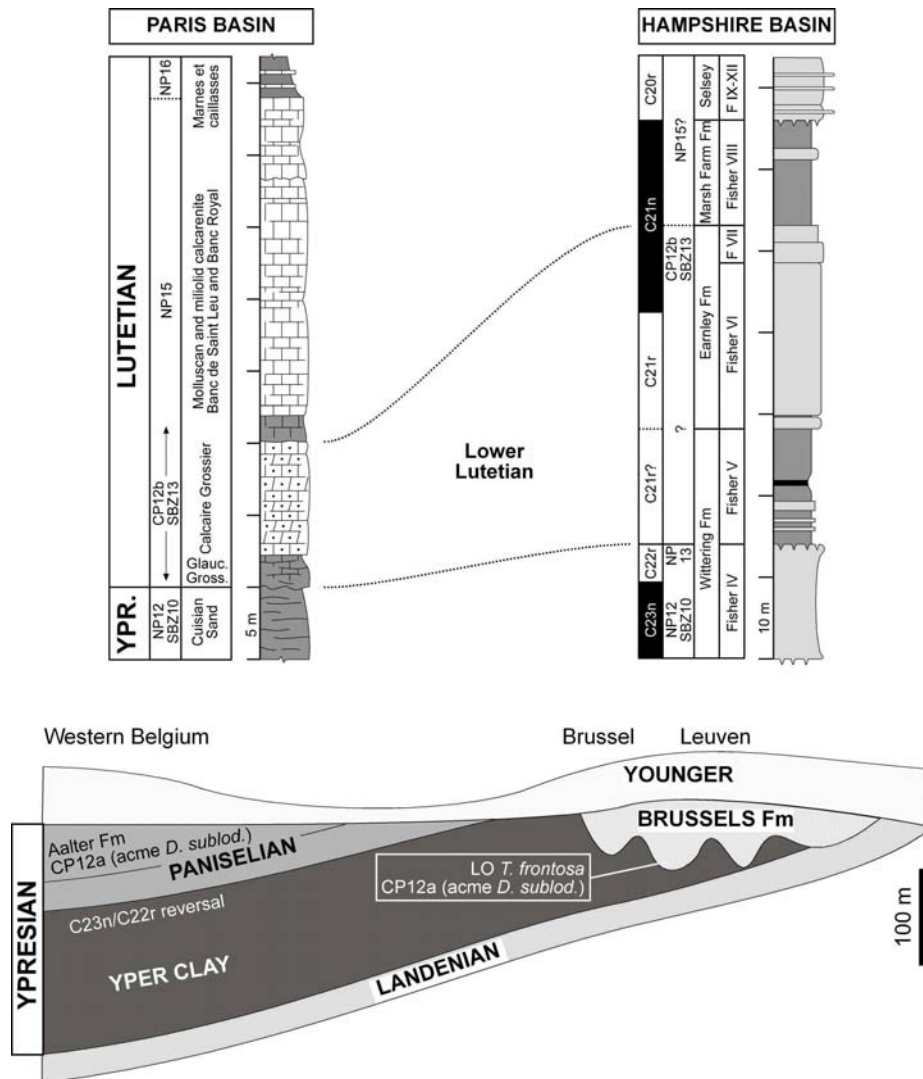 PARIS BASIN
HAMPSHIRE BASIN
LUTETIAN
YPR.
NP16
NP15
CP12b
SBZ13
NP12
SBZ10
Marnes et
caillasses
Molluscan and miliolid calcarenite
Banc de Saint Leu and Banc Royal
Calcaire Grossier
Glauc.
Gross.
Cuisian
Sand
5 m
Lower
Lutetian
C20r
C21n
C21r
C21r?
C22r
C23n
NP15?
CP12b
SBZ13
?
NP
13
NP12
SBZ10
Selsey
Marsh Farm Fm
Earnley Fm
Wittering Fm
F IX-XII
Fisher VIII
F VII
Fisher VI
Fisher V
Fisher IV
10 m
Western Belgium
Brussel
Leuven
YOUNGER
BRUSSELS Fm
Aalter Fm
CP12a (acme D. sublod.)
PANISELIAN
LO T. frontosa
CP12a (acme D. sublod.)
C23n/C22r reversal
YPRESIAN
YPER CLAY
LANDENIAN
100 m